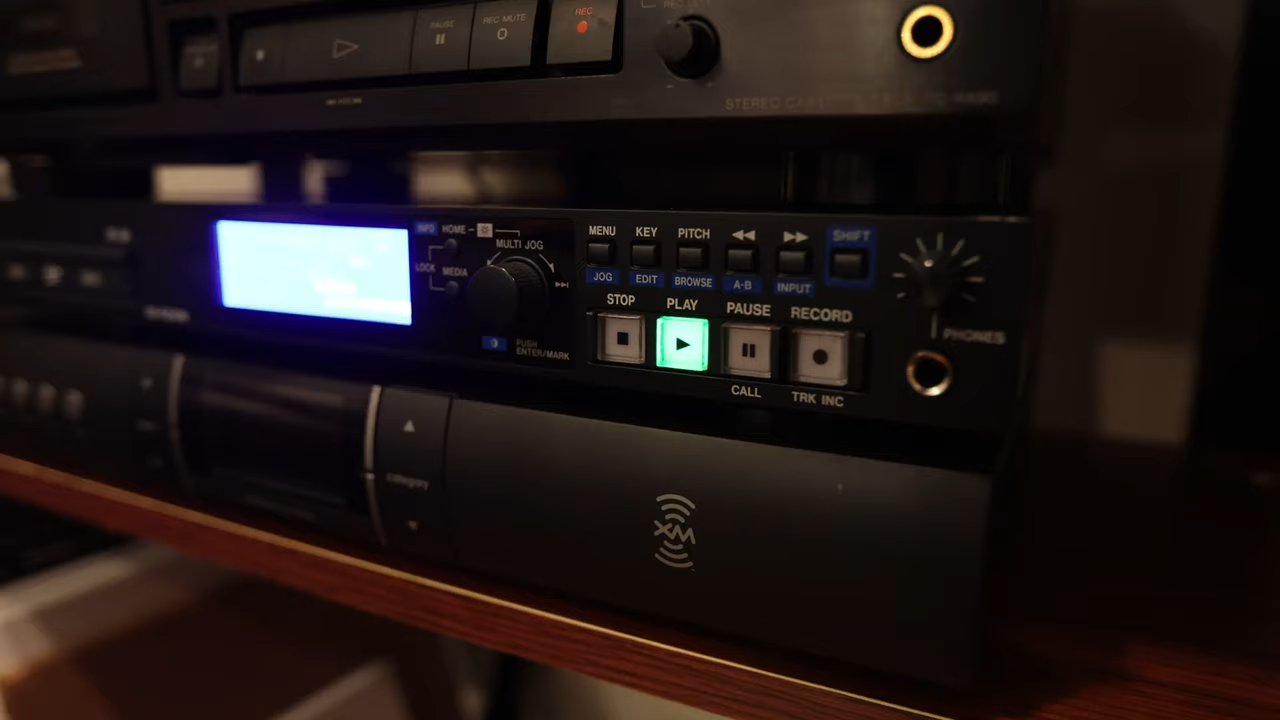 PAUSE
REC MUTE
REC
STEREO CASSETTE
INFO
HOME
MULTI JOG
LOCK
MEDIA
PUSH
ENTER/MARK
MENU KEY PITCH
SHIFT
JOG EDIT BROWSE A-B INPUT
STOP PLAY PAUSE RECORD
PHONES
CALL TRK INC
Category
XM